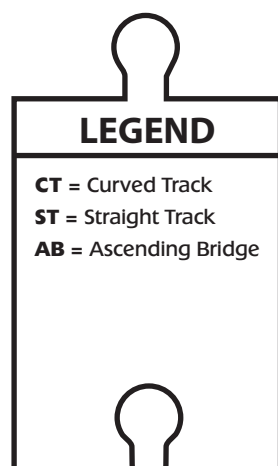 LEGEND
CT = Curved Track
ST = Straight Track
AB = Ascending Bridge